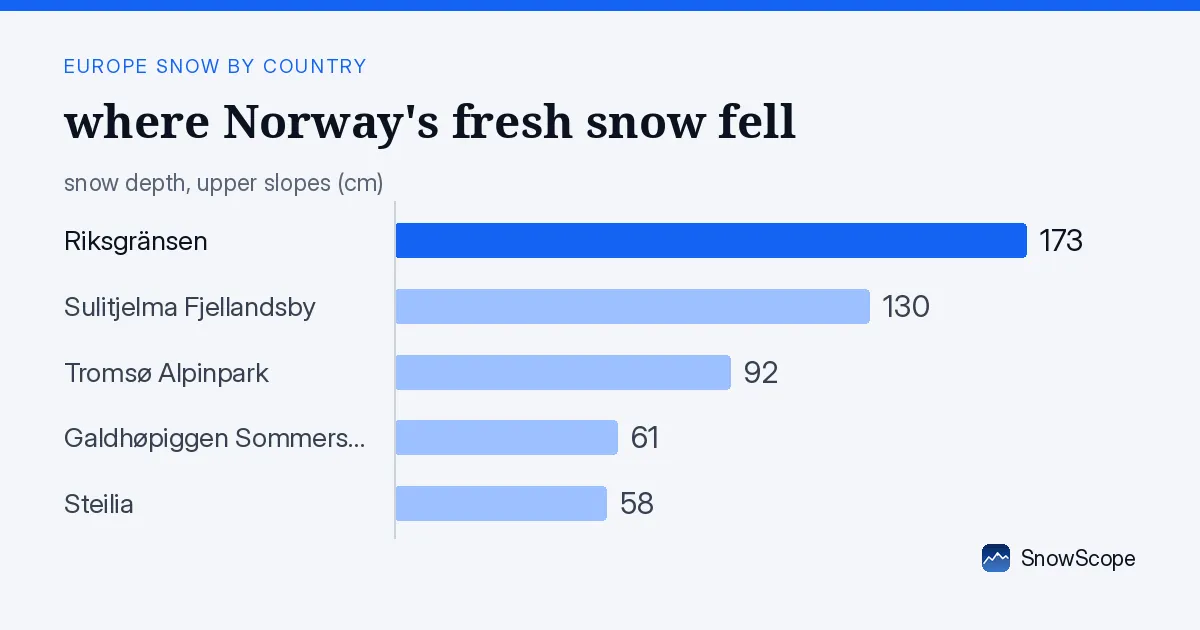 EUROPE SNOW BY COUNTRY
where Norway's fresh snow fell
snow depth, upper slopes (cm)
Riksgränsen 173
Sulitjelma Fjellandsby 130
Tromsø Alpinpark 92
Galdhøpiggen Sommers... 61
Steilia 58
SnowScope